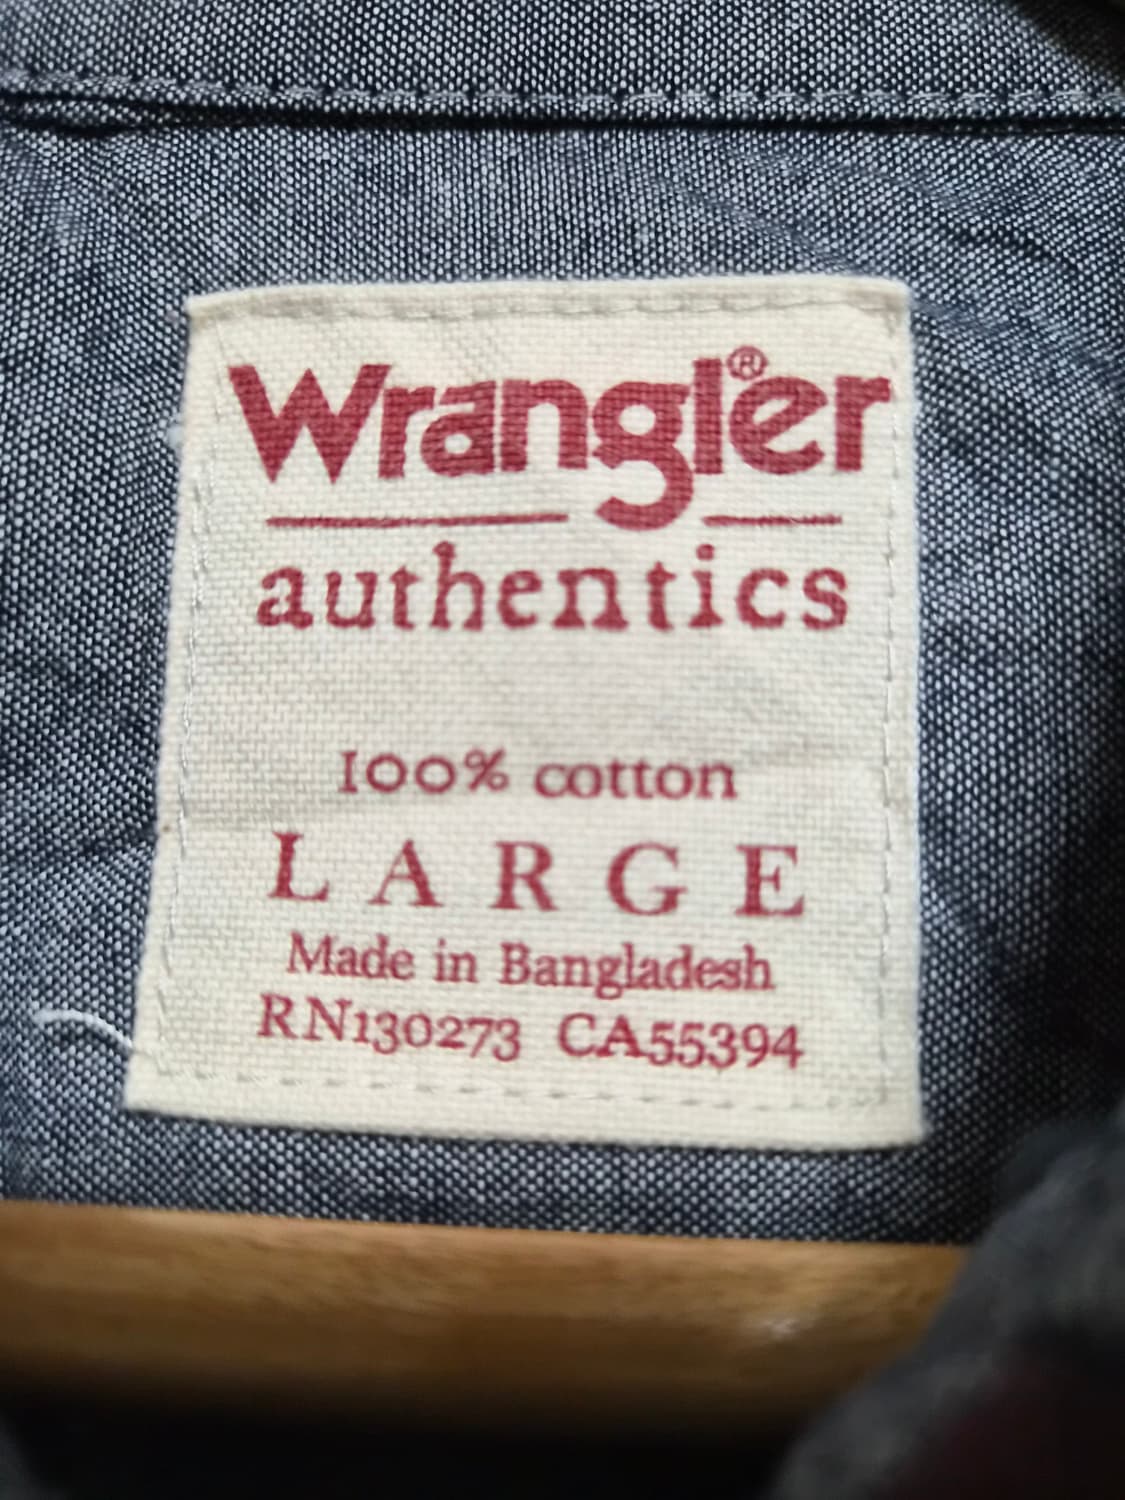 Wrangler®
authentics
100% cotton
LARGE
Made in Bangladesh
RN130273 CA55394